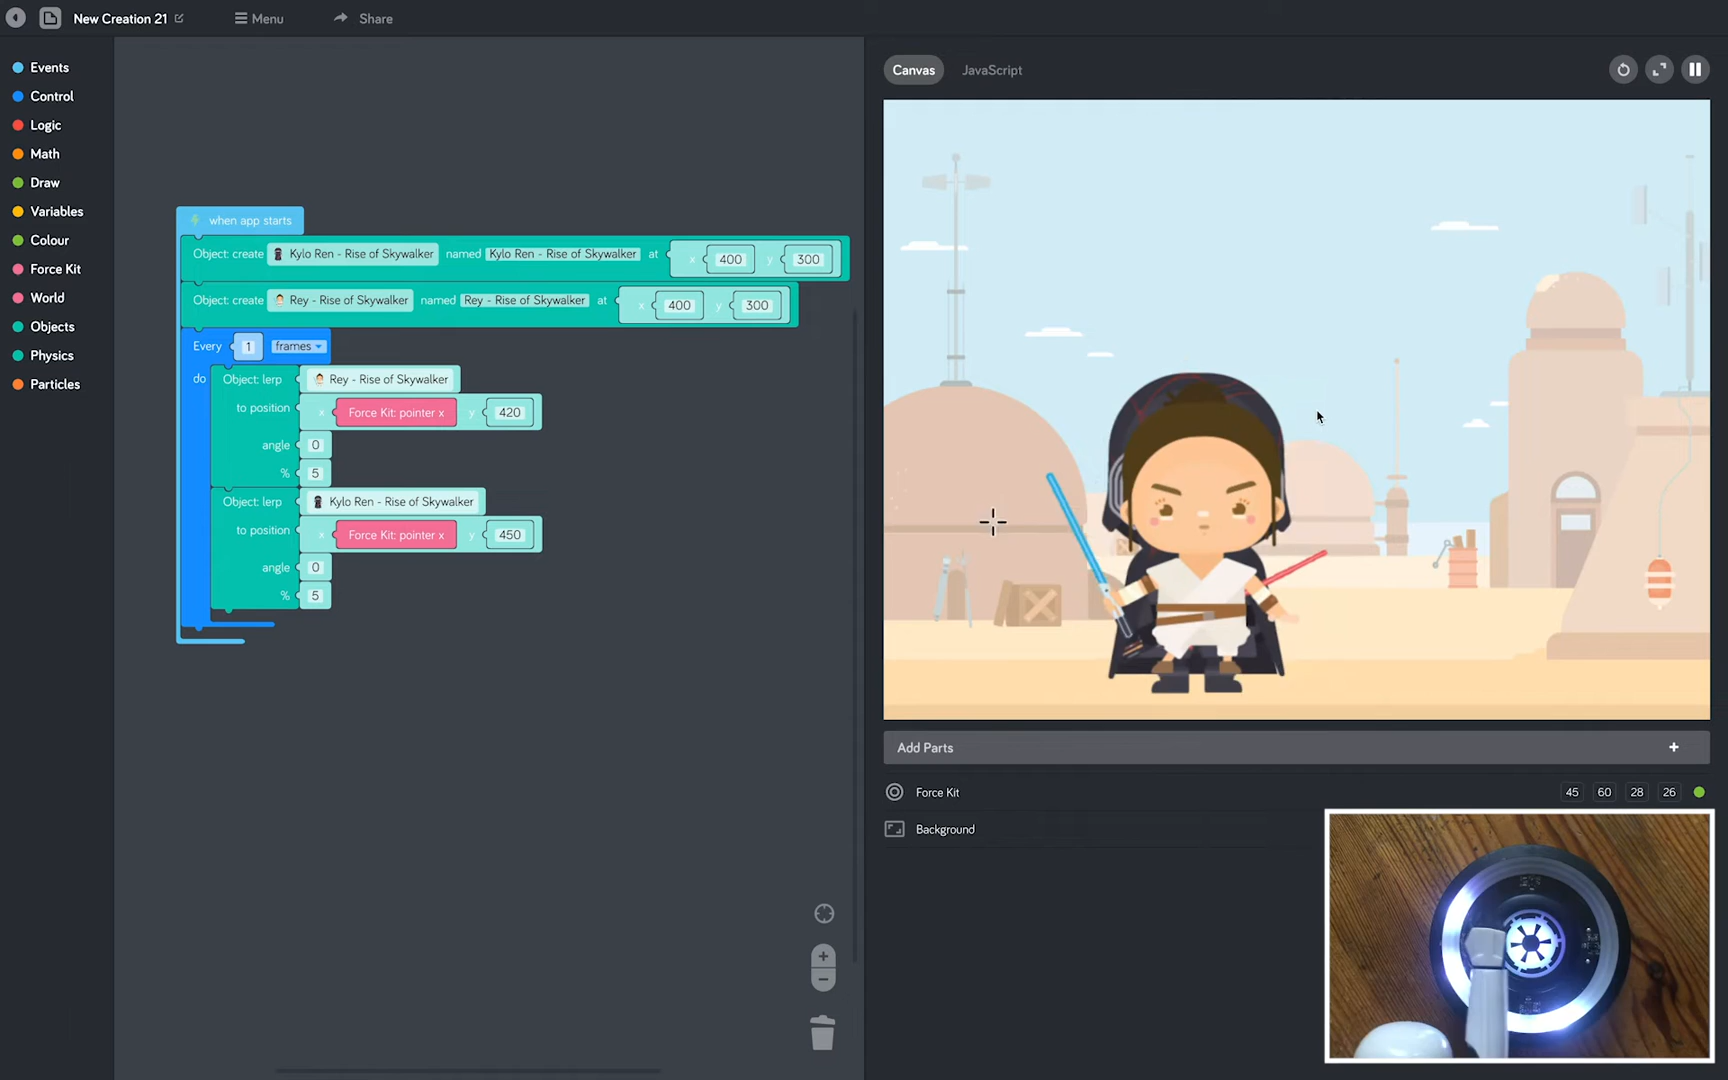 New Creation 21
Menu
Share
Events
Control
Logic
Math
Draw
Variables
Colour
Force Kit
World
Objects
Physics
Particles
when app starts
Object: create Kylo Ren - Rise of Skywalker named Kylo Ren - Rise of Skywalker at x 400 y 300
Object: create Rey - Rise of Skywalker named Rey - Rise of Skywalker at x 400 y 300
Every 1 frames
do Object: lerp Rey - Rise of Skywalker
to position x Force Kit: pointer x y 420
angle 0
% 5
Object: lerp Kylo Ren - Rise of Skywalker
to position x Force Kit: pointer x y 450
angle 0
% 5
Canvas
JavaScript
Add Parts +
Force Kit 45 60 28 26
Background